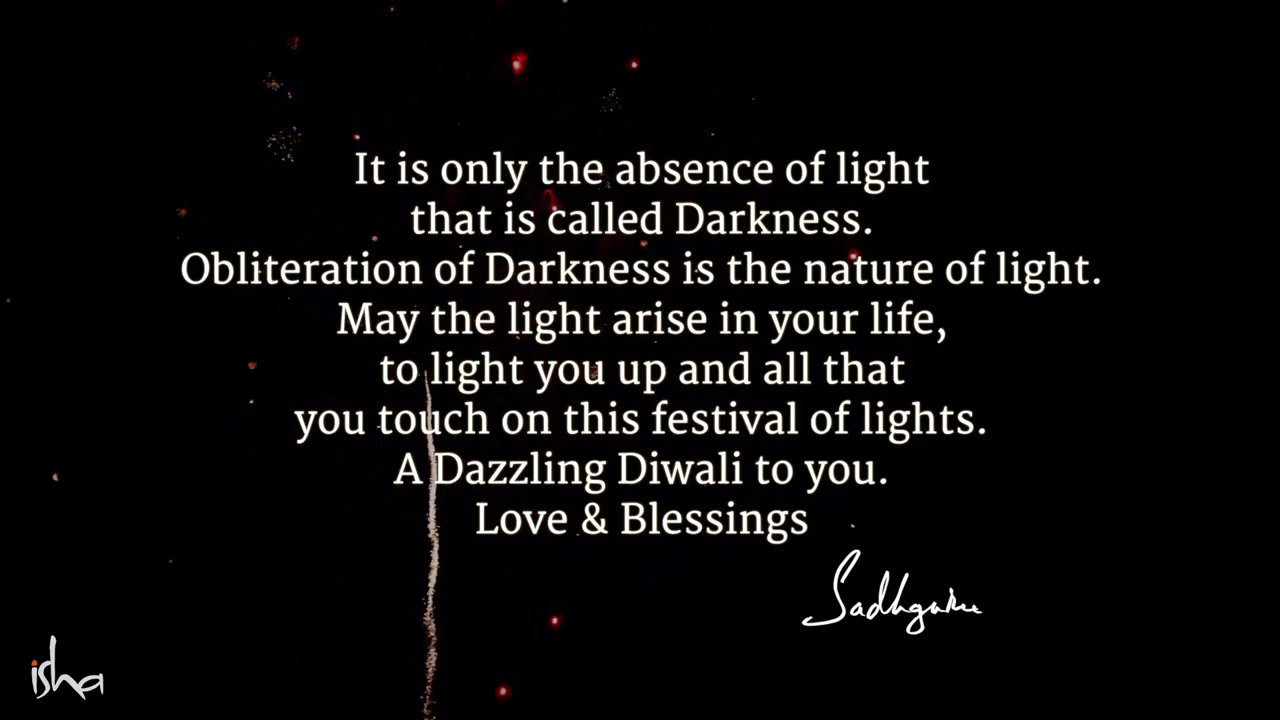 It is only the absence of light
that is called Darkness.
Obliteration of Darkness is the nature of light.
May the light arise in your life,
to light you up and all that
you touch on this festival of lights.
A Dazzling Diwali to you.
Love & Blessings
Sadhguru
isha